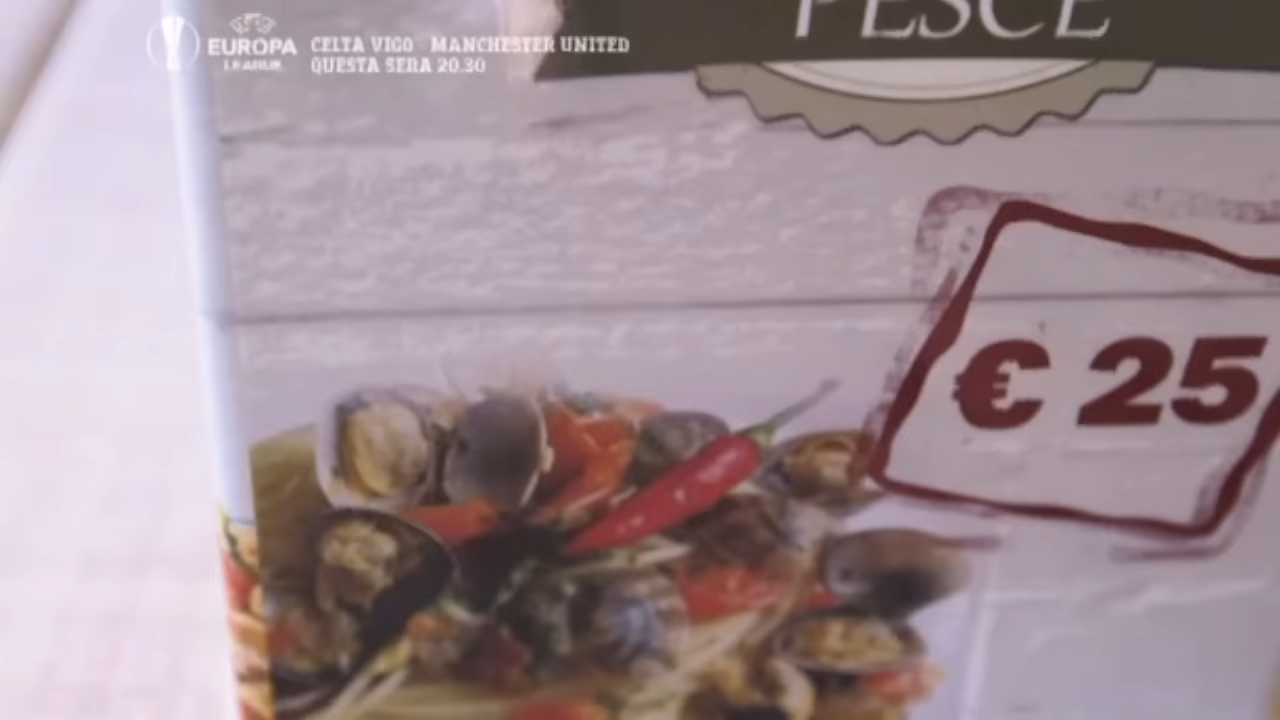 PESCE
EUROPA
LEAGUE
CELTA VIGO MANCHESTER UNITED
QUESTA SERA 20.30
€ 25